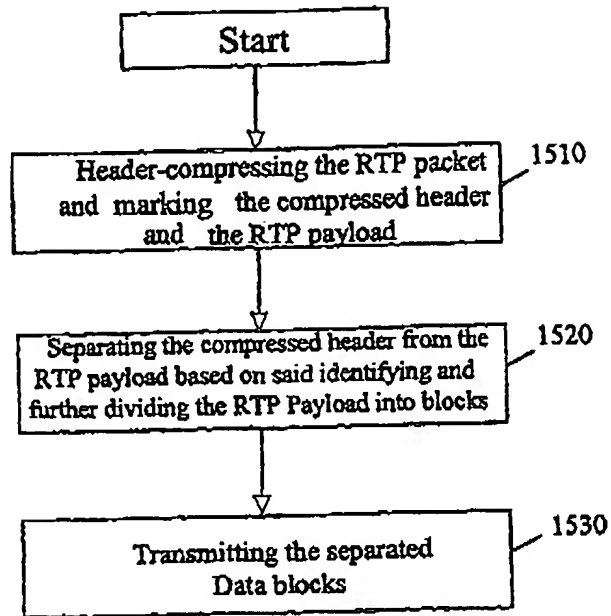 Start
Header-compressing the RTP packet
1510
and marking the compressed header
and the RTP payload
Separating the compressed header from the
1520
RTP payload based on said identifying and
further dividing the RTP Payload into blocks
Transmitting the separated
1530
Data blocks